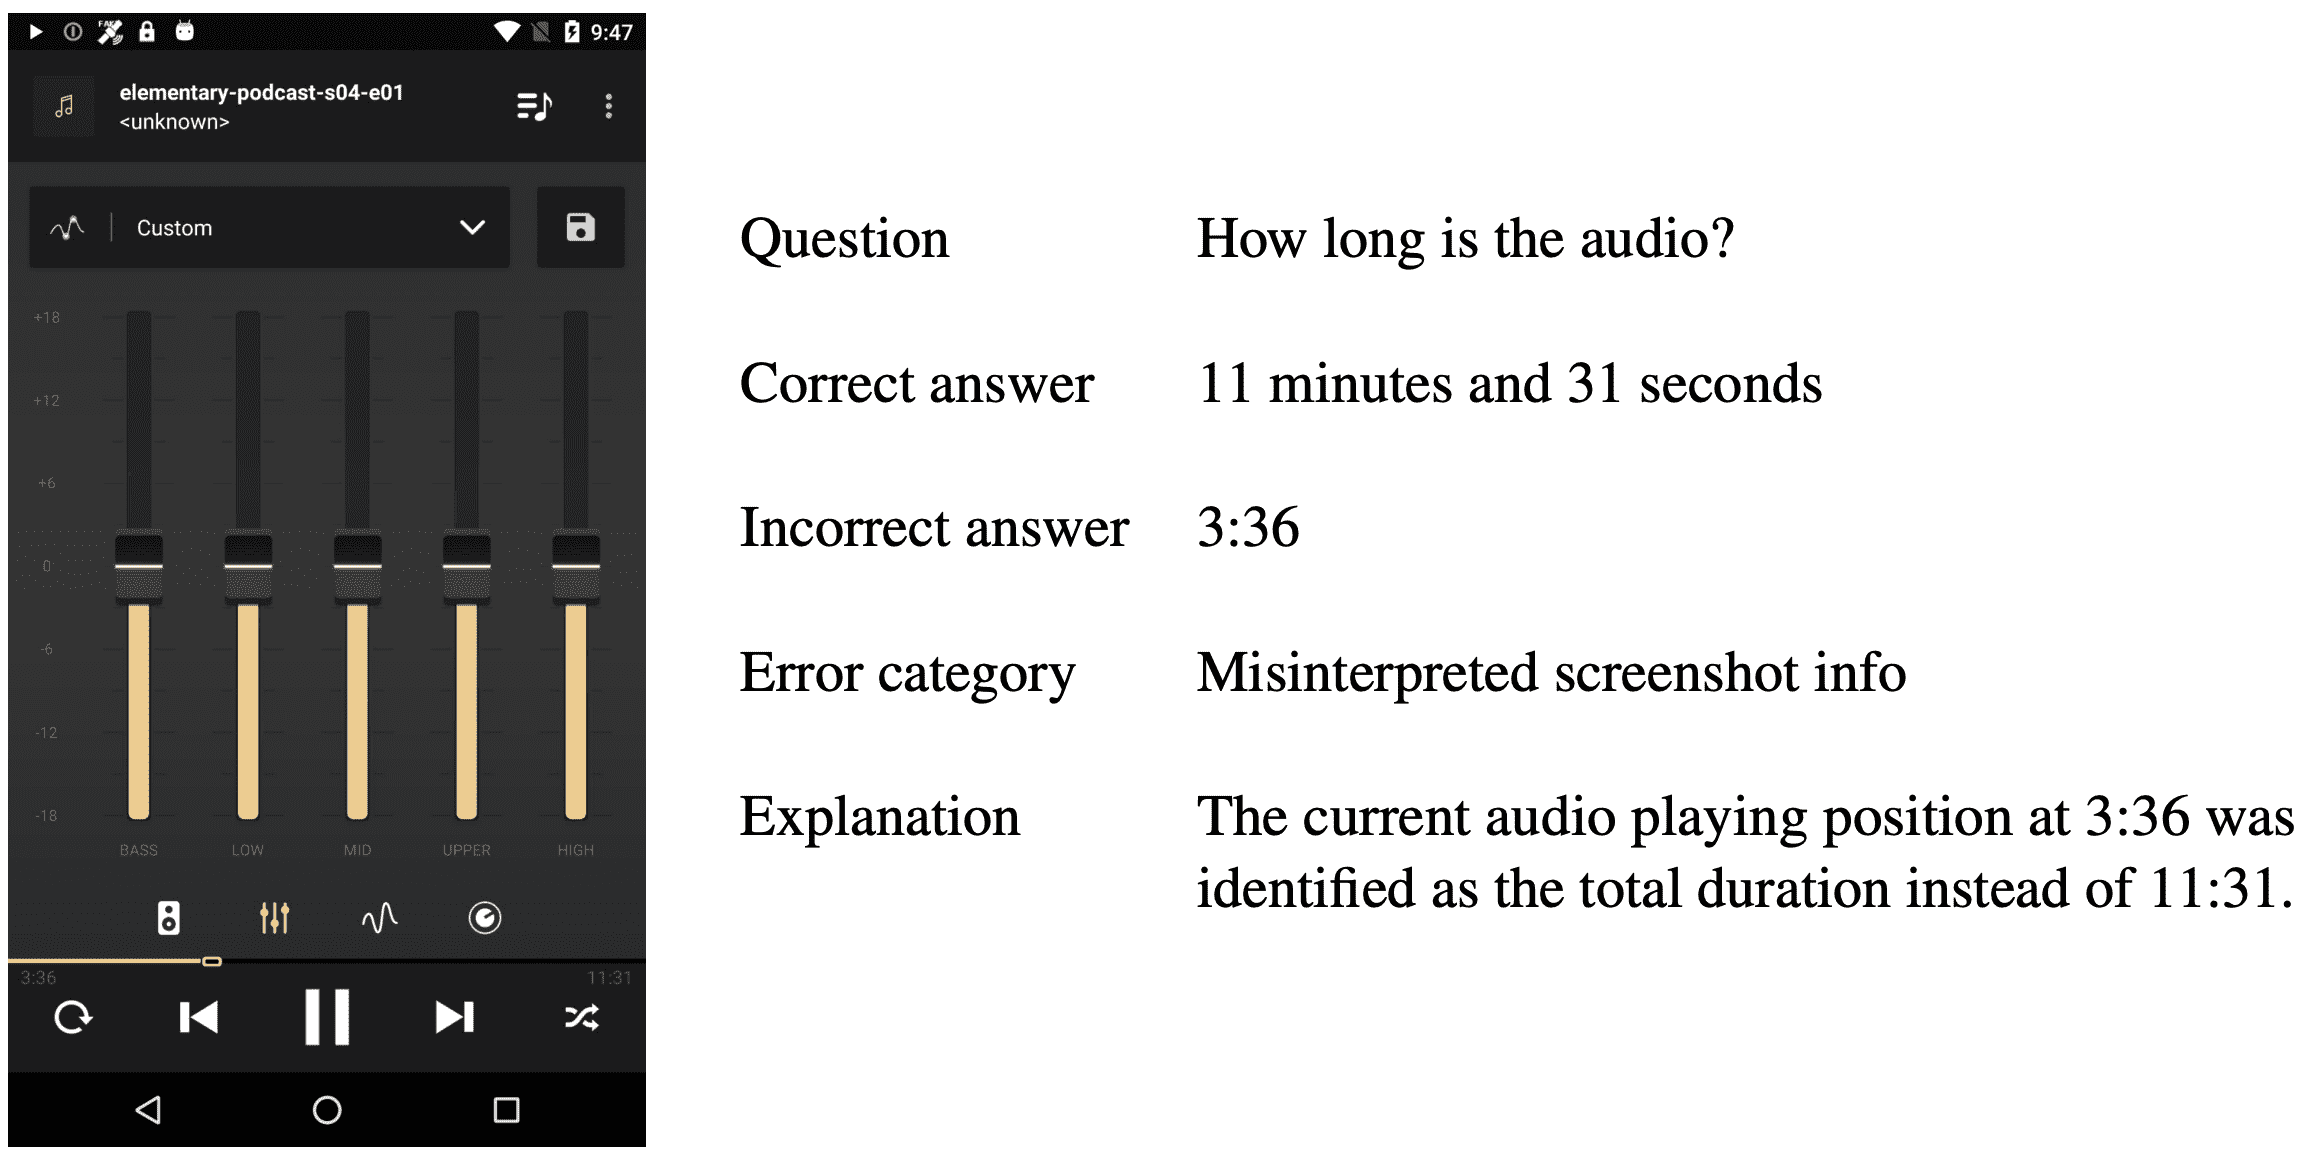 FAKE
9:47
elementary-podcast-s04-e01
<unknown>
Custom
+18
+12
+6
0
-6
-12
-18
BASS LOW MID UPPER HIGH
3:36 11:31
Question How long is the audio?
Correct answer 11 minutes and 31 seconds
Incorrect answer 3:36
Error category Misinterpreted screenshot info
Explanation The current audio playing position at 3:36 was
identified as the total duration instead of 11:31.